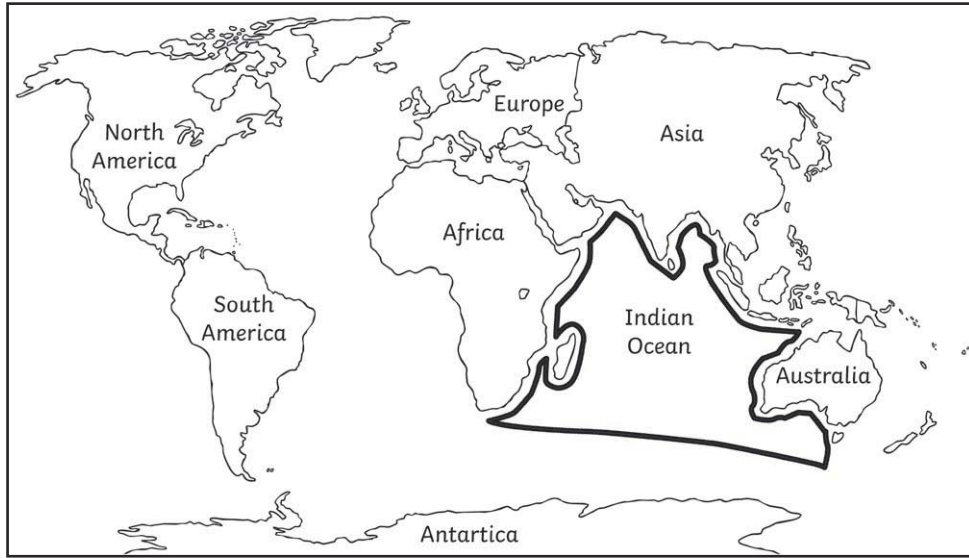 North
America
Europe
Asia
Africa
South
America
Indian
Ocean
Australia
Antartica